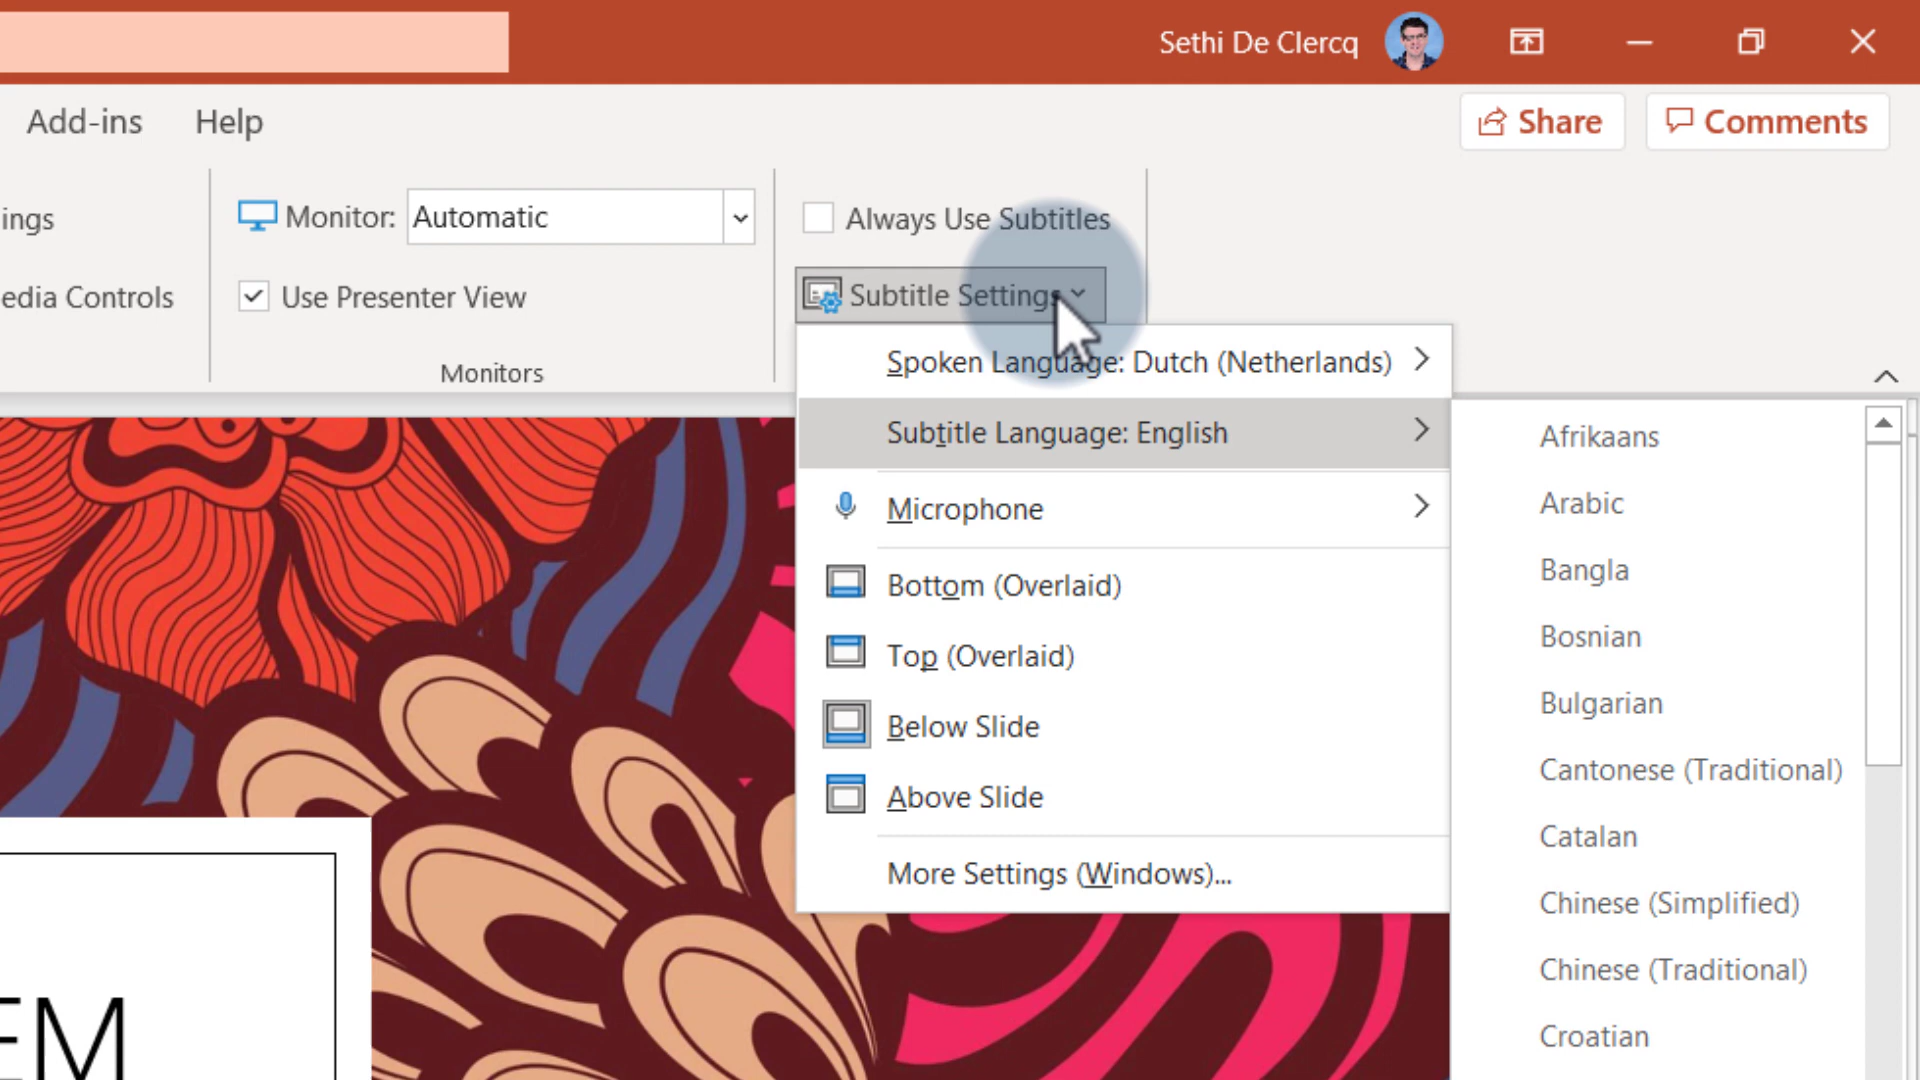 Sethi De Clercq
Add-ins Help
Share Comments
ings
Monitor: Automatic
Always Use Subtitles
edia Controls
Use Presenter View
Subtitle Settings
Monitors
Spoken Language: Dutch (Netherlands)
Subtitle Language: English
Microphone
Bottom (Overlaid)
Top (Overlaid)
Below Slide
Above Slide
More Settings (Windows)...
Afrikaans
Arabic
Bangla
Bosnian
Bulgarian
Cantonese (Traditional)
Catalan
Chinese (Simplified)
Chinese (Traditional)
Croatian
EM